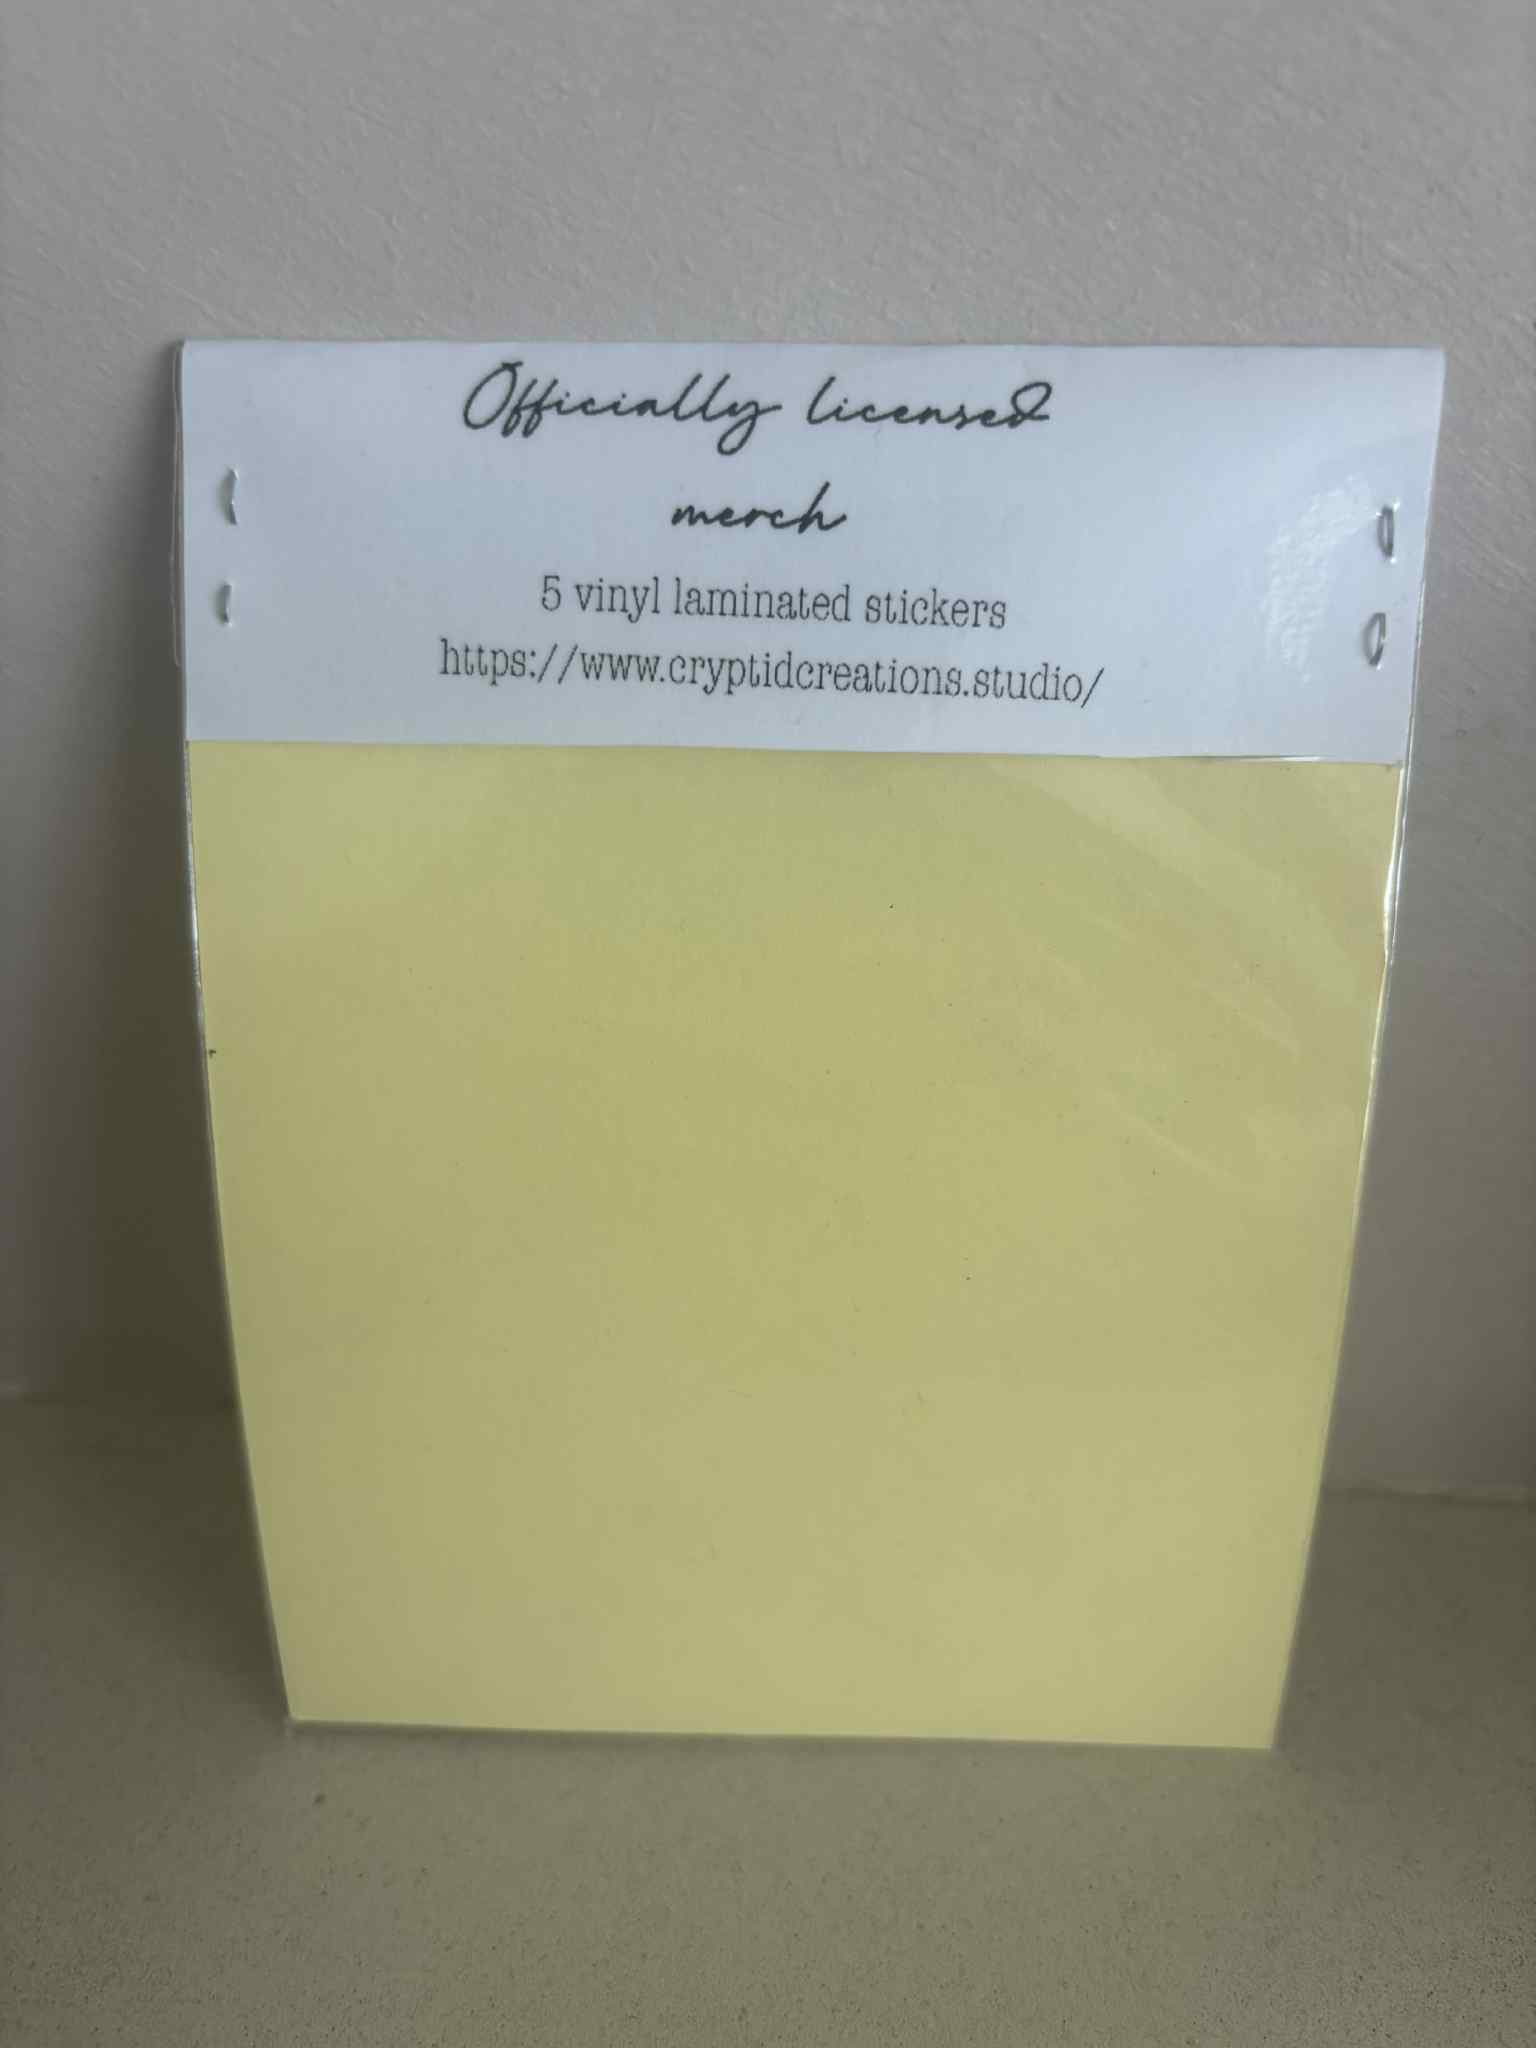 Officially licensed
merch
5 vinyl laminated stickers
https://www.cryptidcreations.studio/